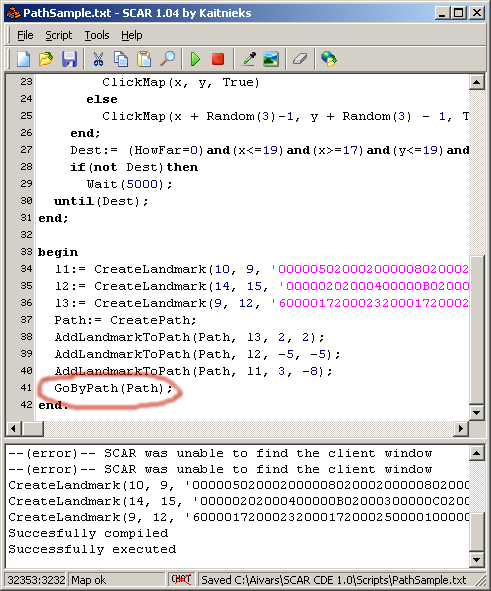 PathSample.txt - SCAR 1.04 by Kaitnieks
File Script Tools Help
23 ClickMap(x, y, True)
24 else
25 ClickMap(x + Random(3)-1, y + Random(3) - 1, T
26 end;
27 Dest:= (HowFar=0)and(x<=19)and(x>=17)and(y<=19)and
28 if(not Dest)then
29 Wait(5000);
30 until(Dest);
31 end;
32
33 begin
34 l1:= CreateLandmark(10, 9, '000005020002000008020002
35 l2:= CreateLandmark(14, 15, '00000202000400000B02000
36 l3:= CreateLandmark(9, 12, '600001720002320001720002
37 Path:= CreatePath;
38 AddLandmarkToPath(Path, l3, 2, 2);
39 AddLandmarkToPath(Path, l2, -5, -5);
40 AddLandmarkToPath(Path, l1, 3, -8);
41 GoByPath(Path);
42 end.
--(error)-- SCAR was unable to find the client window
--(error)-- SCAR was unable to find the client window
CreateLandmark(10, 9, '000005020002000008020002000000802000
CreateLandmark(14, 15, '00000202000400000B02000300000C020
CreateLandmark(9, 12, '6000017200023200017200025000010000
Succesfully compiled
Successfully executed
32353:3232 Map ok CHAT Saved C:\Aivars\SCAR CDE 1.0\Scripts\PathSample.txt